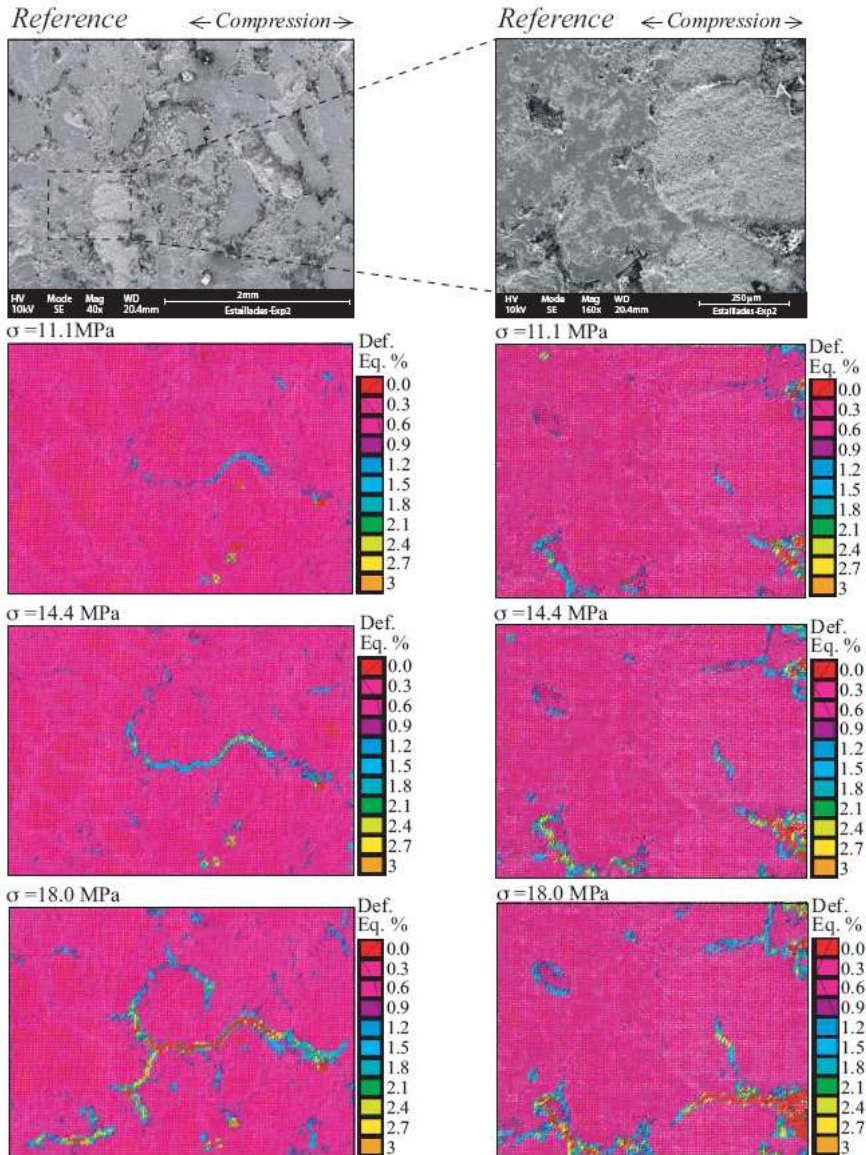 Reference ← Compression →
Reference ← Compression →
HV Mode Mag WD 2mm
10kV SE 40x 20.4mm Estaillades-Exp2
HV Mode Mag WD 250µm
10kV SE 160x 20.4mm Estaillades-Exp2
σ =11.1MPa
Def.
Eq. %
0.0
0.3
0.6
0.9
1.2
1.5
1.8
2.1
2.4
2.7
3
σ =11.1 MPa
Def.
Eq. %
0.0
0.3
0.6
0.9
1.2
1.5
1.8
2.1
2.4
2.7
3
σ =14.4 MPa
Def.
Eq. %
0.0
0.3
0.6
0.9
1.2
1.5
1.8
2.1
2.4
2.7
3
σ =14.4 MPa
Def.
Eq. %
0.0
0.3
0.6
0.9
1.2
1.5
1.8
2.1
2.4
2.7
3
σ =18.0 MPa
Def.
Eq. %
0.0
0.3
0.6
0.9
1.2
1.5
1.8
2.1
2.4
2.7
3
σ =18.0 MPa
Def.
Eq. %
0.0
0.3
0.6
0.9
1.2
1.5
1.8
2.1
2.4
2.7
3